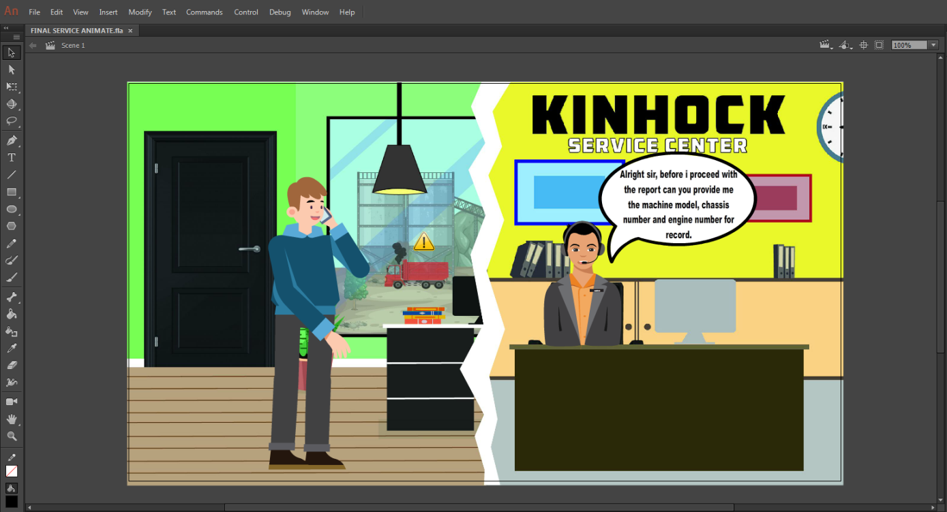 An File Edit View Insert Modify Text Commands Control Debug Window Help
FINAL SERVICE ANIMATE.fla ×
Scene 1
100%
KINHOCK
SERVICE CENTER
Alright sir, before i proceed with
the report can you provide me
the machine model, chassis
number and engine number for
record.